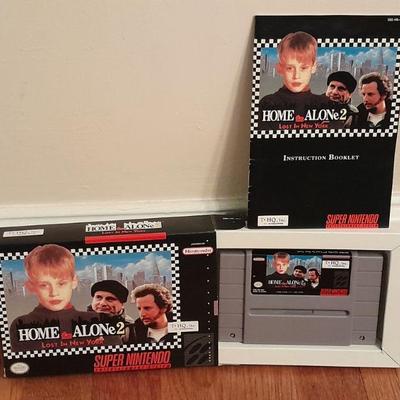 HOME ALONe 2
LOST IN NEW YORK
INSTRUCTION BOOKLET
T•HQ, INC.
SUPER NINTENDO
ENTERTAINMENT SYSTEM
HOME ALONe 2
LOST IN NEW YORK
Nintendo
HOME ALONe 2
LOST IN NEW YORK
T•HQ, INC.
SUPER NINTENDO
ENTERTAINMENT SYSTEM
HOME ALONe 2